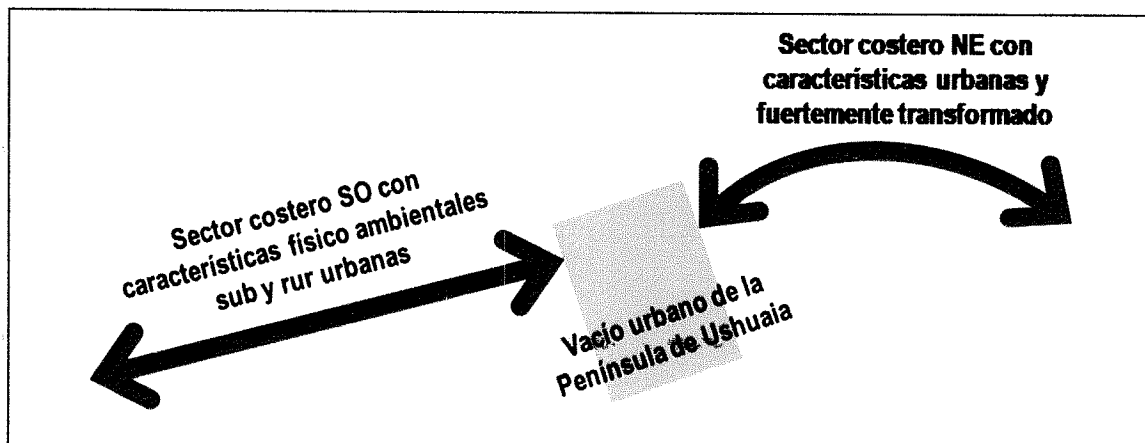 Sector costero NE con
características urbanas y
fuertemente transformado
Sector costero SO con
características físico ambientales
sub y rur urbanas
Vacío urbano de la
Península de Ushuaia